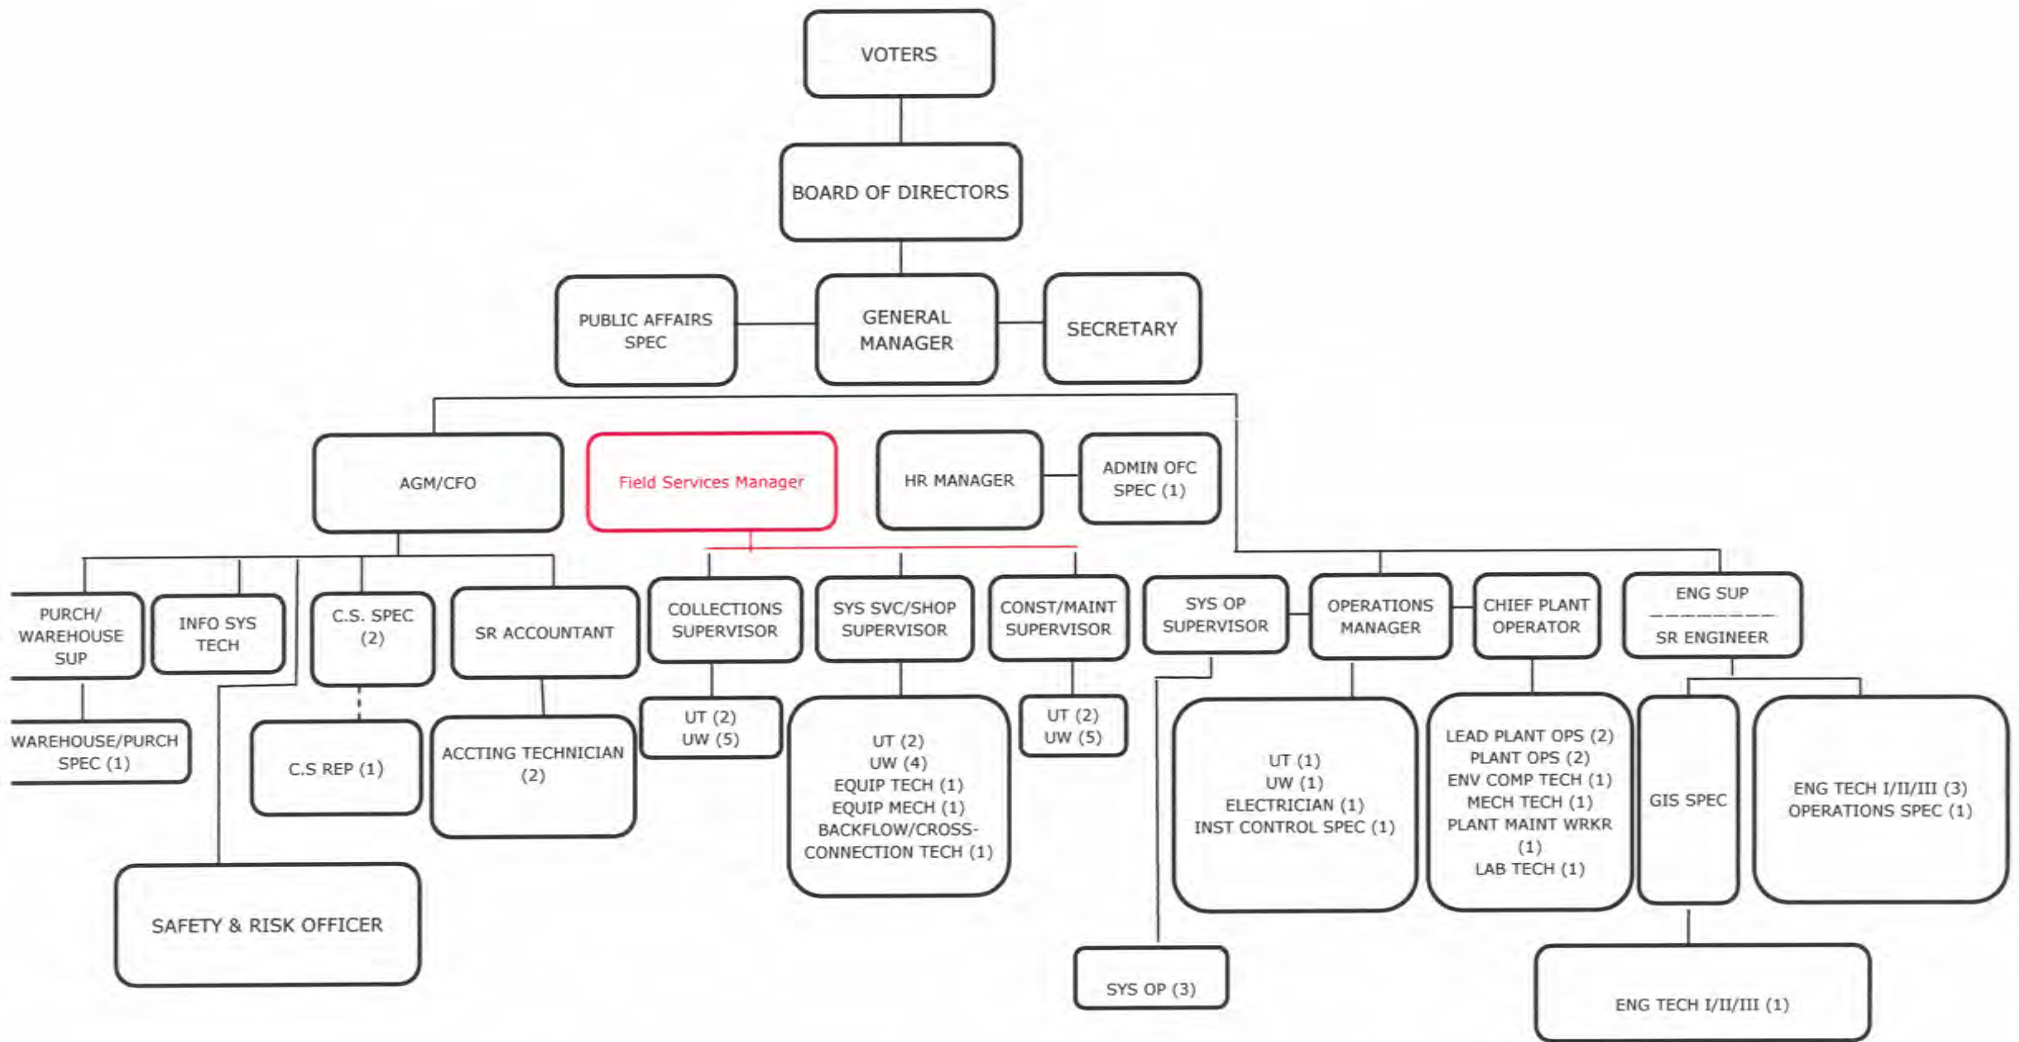 VOTERS
BOARD OF DIRECTORS
PUBLIC AFFAIRS
SPEC
GENERAL
MANAGER
SECRETARY
AGM/CFO
Field Services Manager
HR MANAGER
ADMIN OFC
SPEC (1)
PURCH/
WAREHOUSE
SUP
INFO SYS
TECH
C.S. SPEC
(2)
SR ACCOUNTANT
COLLECTIONS
SUPERVISOR
SYS SVC/SHOP
SUPERVISOR
CONST/MAINT
SUPERVISOR
SYS OP
SUPERVISOR
OPERATIONS
MANAGER
CHIEF PLANT
OPERATOR
ENG SUP
SR ENGINEER
WAREHOUSE/PURCH
SPEC (1)
C.S REP (1)
ACCTING TECHNICIAN
(2)
UT (2)
UW (5)
UT (2)
UW (4)
EQUIP TECH (1)
EQUIP MECH (1)
BACKFLOW/CROSS-
CONNECTION TECH (1)
UT (2)
UW (5)
UT (1)
UW (1)
ELECTRICIAN (1)
INST CONTROL SPEC (1)
LEAD PLANT OPS (2)
PLANT OPS (2)
ENV COMP TECH (1)
MECH TECH (1)
PLANT MAINT WRKR
(1)
LAB TECH (1)
GIS SPEC
ENG TECH I/II/III (3)
OPERATIONS SPEC (1)
SAFETY & RISK OFFICER
SYS OP (3)
ENG TECH I/II/III (1)